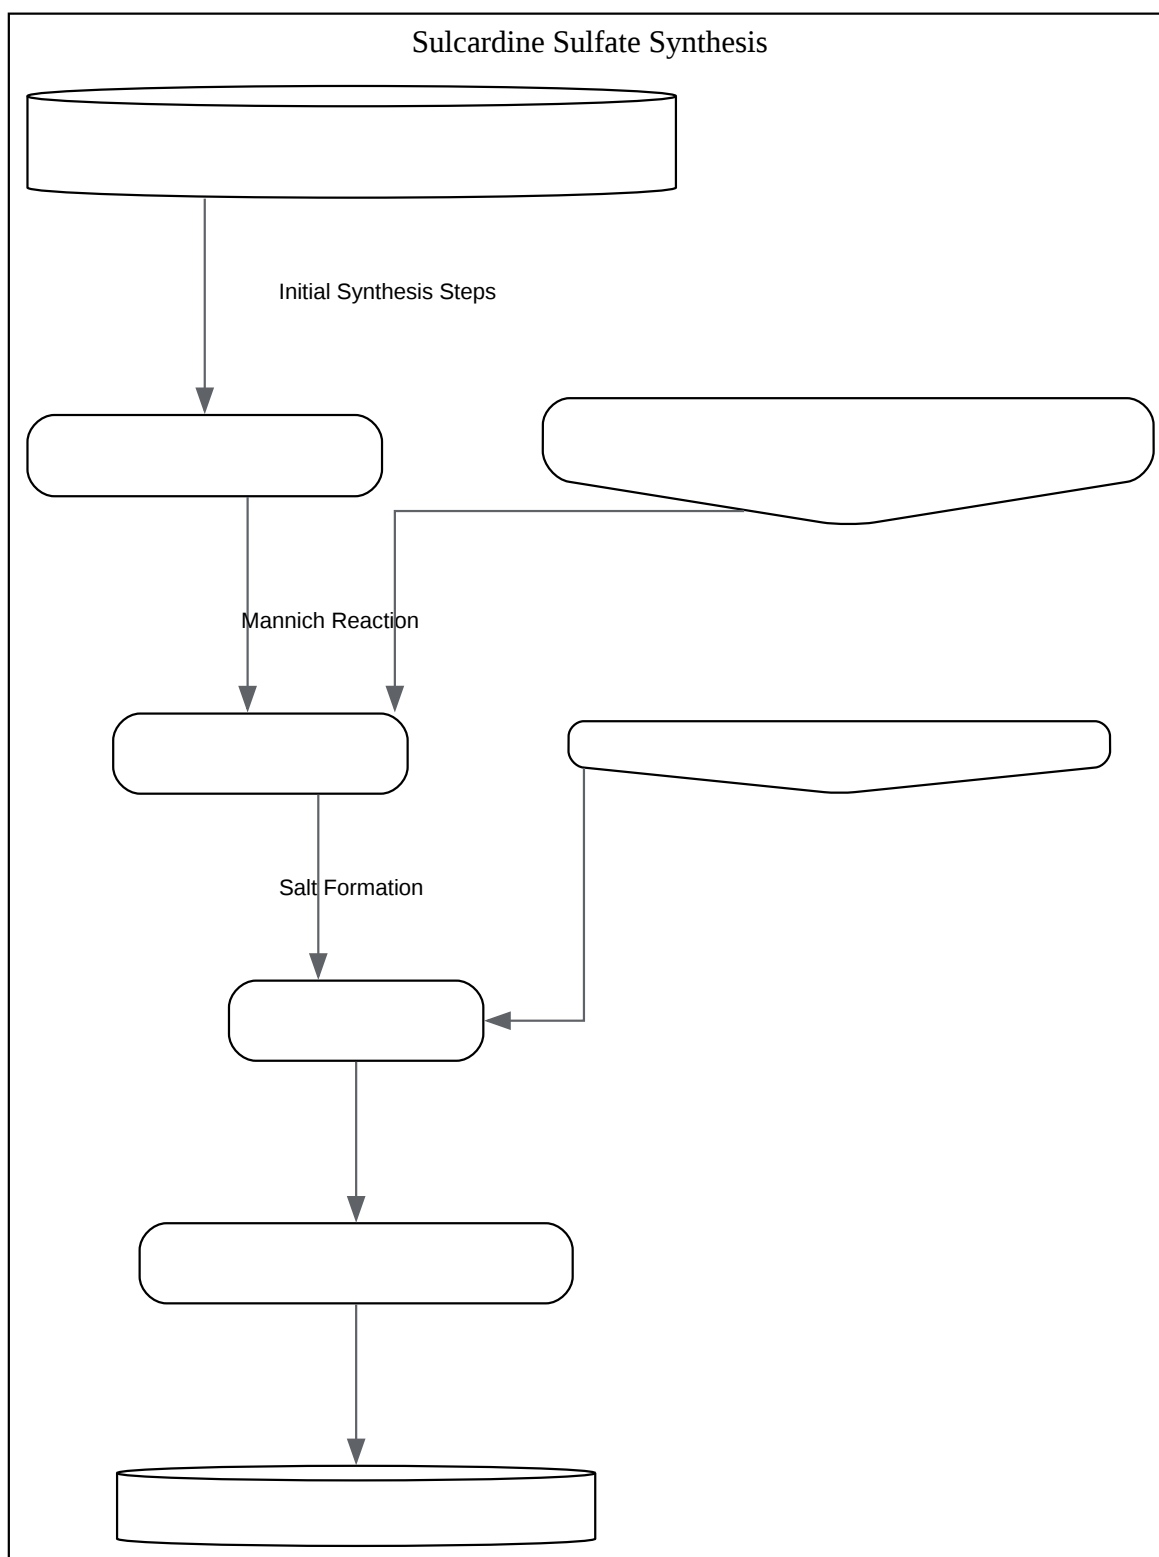 Sulcardine Sulfate Synthesis
Initial Synthesis Steps
Mannich Reaction
Salt Formation